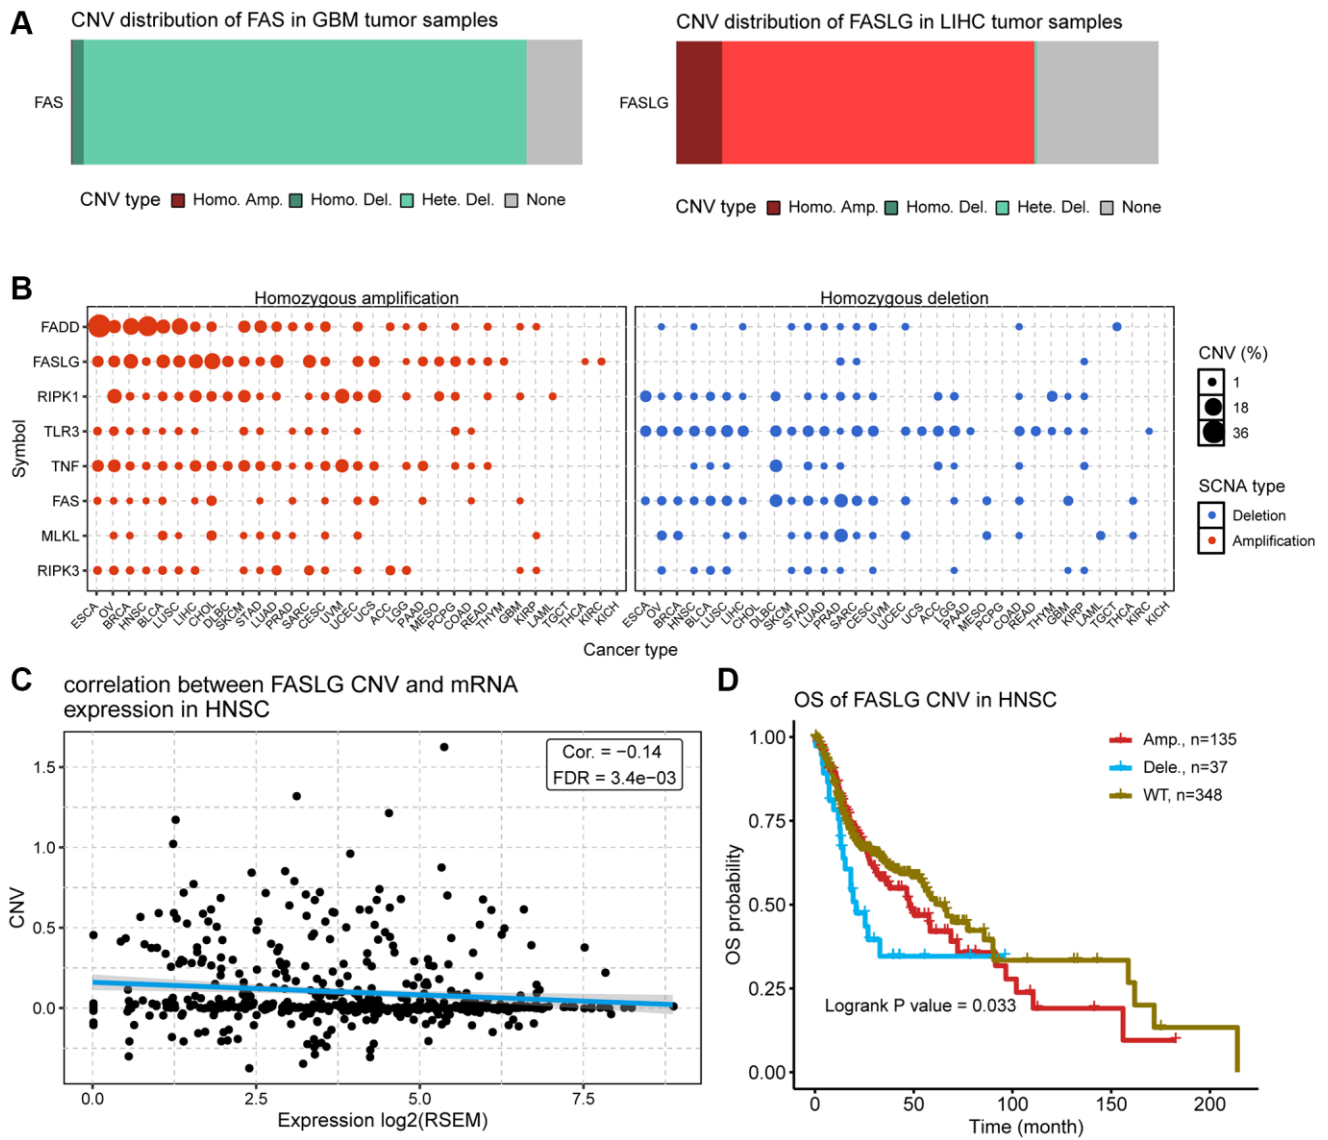 A
CNV distribution of FAS in GBM tumor samples
FAS
CNV type Homo. Amp. Homo. Del. Hete. Del. None
CNV distribution of FASLG in LIHC tumor samples
FASLG
CNV type Homo. Amp. Homo. Del. Hete. Del. None
B
Homozygous amplification
Homozygous deletion
Symbol
FADD
FASLG
RIPK1
TLR3
TNF
FAS
MLKL
RIPK3
ESCA OV BRCA HNSC BLCA LUSC LIHC CHOL DLBC SKCM STAD LUAD PRAD SARC CESC UVM UCEC UCS ACC LGG PAAD MESO PCPG COAD READ THYM GBM KIRP LAML TGCT THCA KIRC KICH
ESCA OV BRCA HNSC BLCA LUSC LIHC CHOL DLBC SKCM STAD LUAD PRAD SARC CESC UVM UCEC UCS ACC LGG PAAD MESO PCPG COAD READ THYM GBM KIRP LAML TGCT THCA KIRC KICH
Cancer type
CNV (%)
1
18
36
SCNA type
Deletion
Amplification
C
correlation between FASLG CNV and mRNA
expression in HNSC
Cor. = −0.14
FDR = 3.4e−03
CNV
1.5
1.0
0.5
0.0
0.0 2.5 5.0 7.5
Expression log2(RSEM)
D
OS of FASLG CNV in HNSC
Amp., n=135
Dele., n=37
WT, n=348
OS probability
1.00
0.75
0.50
0.25
0.00
Logrank P value = 0.033
0 50 100 150 200
Time (month)